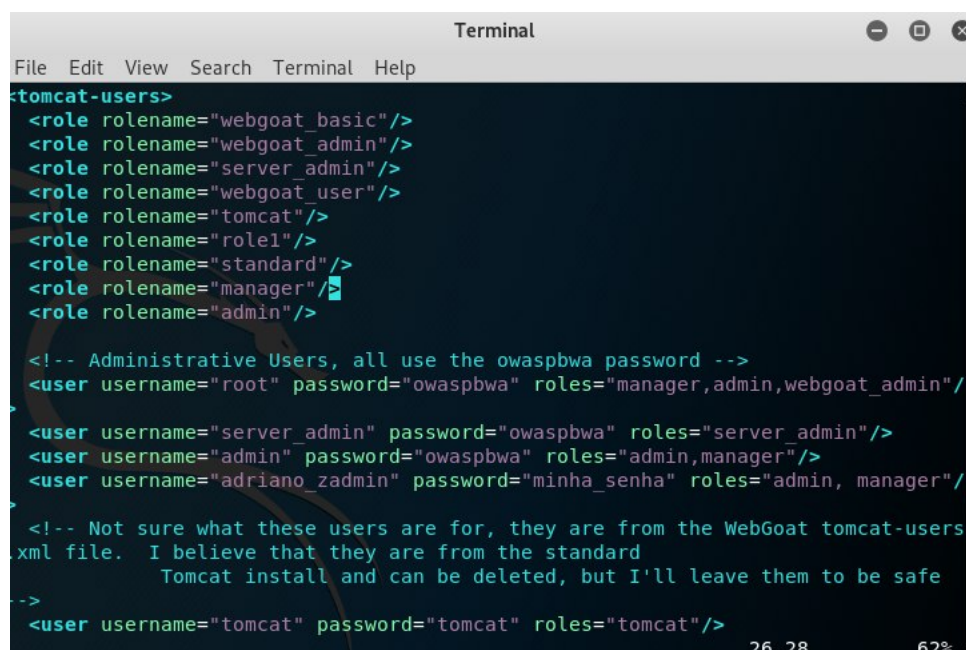 Terminal
File Edit View Search Terminal Help
<tomcat-users>
  <role rolename="webgoat_basic"/>
  <role rolename="webgoat_admin"/>
  <role rolename="server_admin"/>
  <role rolename="webgoat_user"/>
  <role rolename="tomcat"/>
  <role rolename="role1"/>
  <role rolename="standard"/>
  <role rolename="manager"/>
  <role rolename="admin"/>
  <!-- Administrative Users, all use the owaspbwa password -->
  <user username="root" password="owaspbwa" roles="manager,admin,webgoat_admin"/
>
  <user username="server_admin" password="owaspbwa" roles="server_admin"/>
  <user username="admin" password="owaspbwa" roles="admin,manager"/>
  <user username="adriano_zadmin" password="minha_senha" roles="admin, manager"/
>
  <!-- Not sure what these users are for, they are from the WebGoat tomcat-users
.xml file.  I believe that they are from the standard
            Tomcat install and can be deleted, but I'll leave them to be safe
-->
  <user username="tomcat" password="tomcat" roles="tomcat"/>
26,28 62%